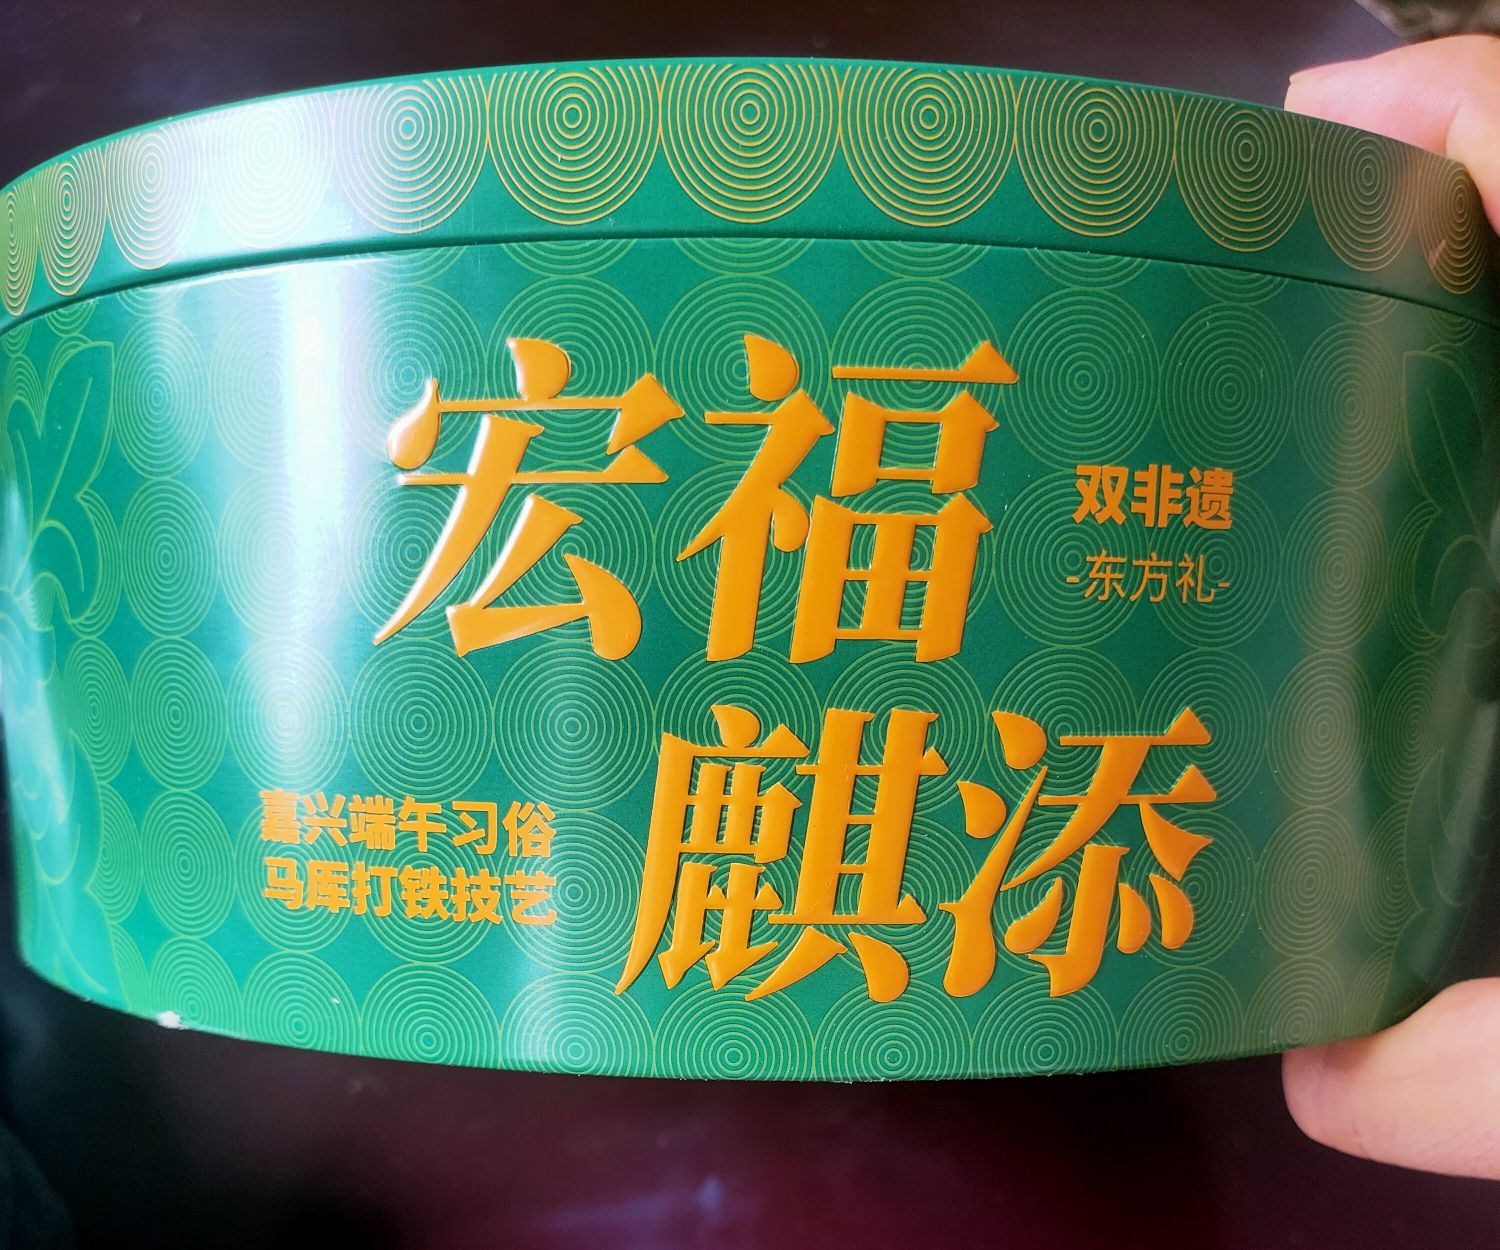 宏福
双非遗
-东方礼-
麒添
嘉兴端午习俗
马厍打铁技艺